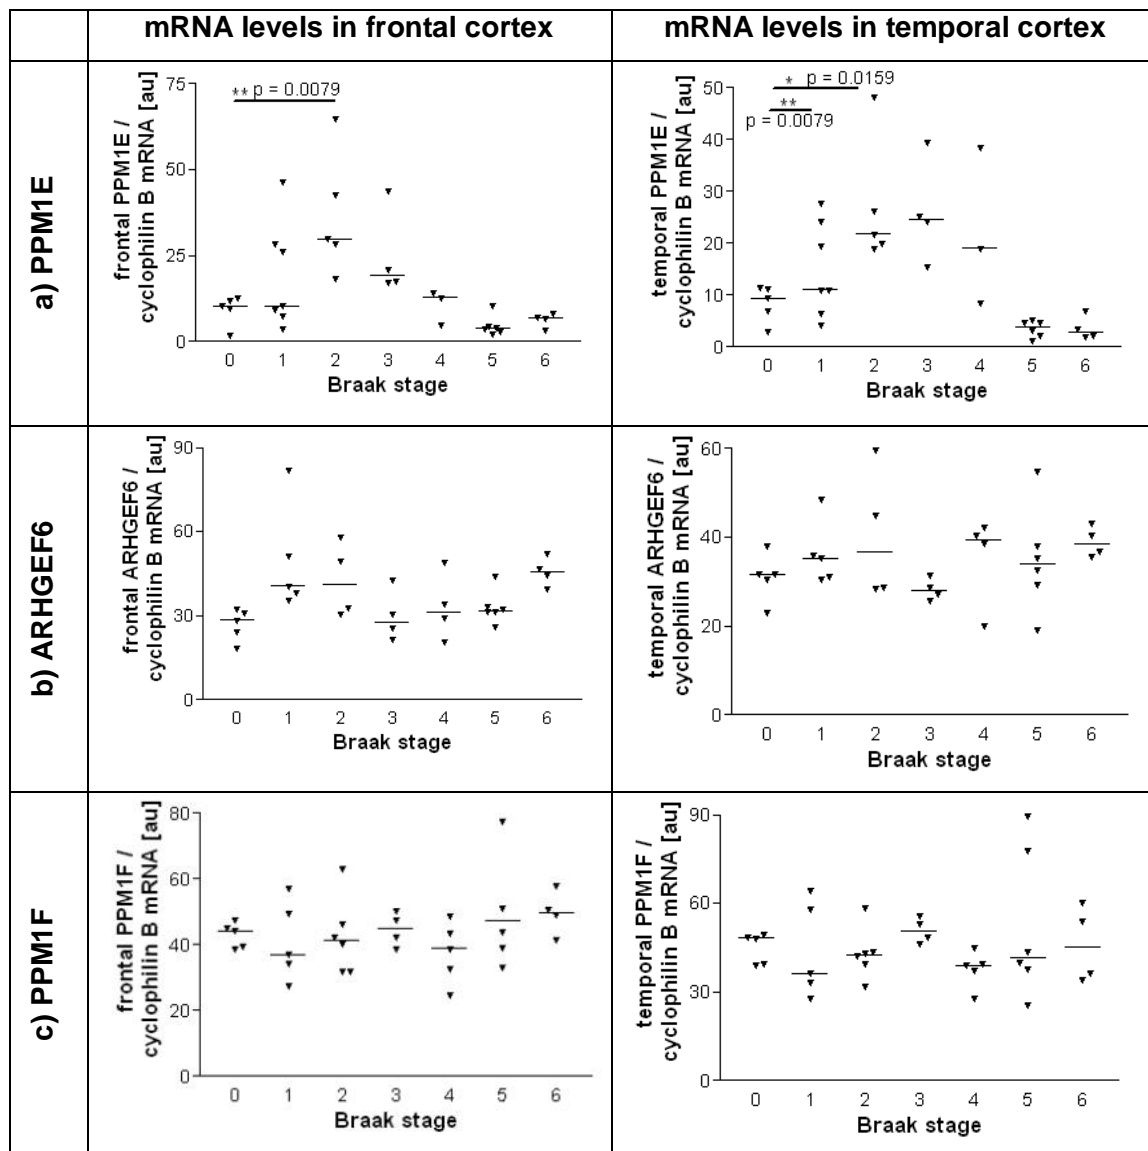 mRNA levels in frontal cortex
mRNA levels in temporal cortex
a) PPM1E
frontal PPM1E /
cyclophilin B mRNA [au]
75
50
25
0
** p = 0.0079
0 1 2 3 4 5 6
Braak stage
temporal PPM1E /
cyclophilin B mRNA [au]
50
40
30
20
10
0
* p = 0.0159
**
p = 0.0079
0 1 2 3 4 5 6
Braak stage
b) ARHGEF6
frontal ARHGEF6 /
cyclophilin B mRNA [au]
90
60
30
0
0 1 2 3 4 5 6
Braak stage
temporal ARHGEF6 /
cyclophilin B mRNA [au]
60
40
20
0
0 1 2 3 4 5 6
Braak stage
c) PPM1F
frontal PPM1F /
cyclophilin B mRNA [au]
80
60
40
20
0
0 1 2 3 4 5 6
Braak stage
temporal PPM1F /
cyclophilin B mRNA [au]
90
60
30
0
0 1 2 3 4 5 6
Braak stage